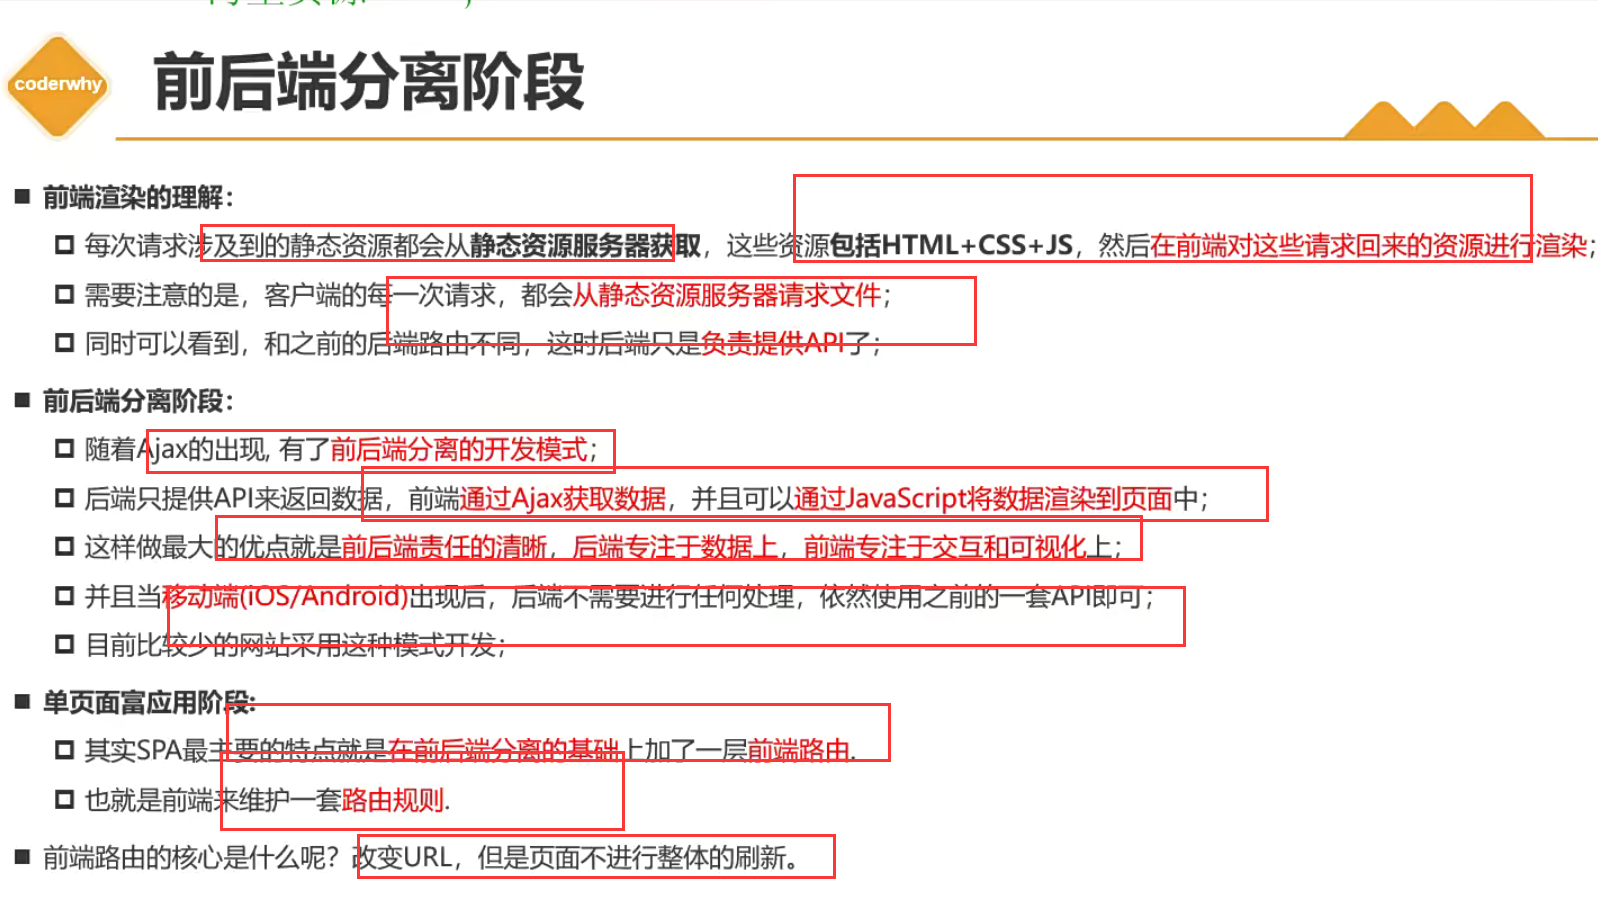 coderwhy
前后端分离阶段
前端渲染的理解：
每次请求涉及到的静态资源都会从静态资源服务器获取，这些资源包括HTML+CSS+JS，然后在前端对这些请求回来的资源进行渲染；
需要注意的是，客户端的每一次请求，都会从静态资源服务器请求文件；
同时可以看到，和之前的后端路由不同，这时后端只是负责提供API了；
前后端分离阶段：
随着Ajax的出现, 有了前后端分离的开发模式；
后端只提供API来返回数据，前端通过Ajax获取数据，并且可以通过JavaScript将数据渲染到页面中；
这样做最大的优点就是前后端责任的清晰，后端专注于数据上，前端专注于交互和可视化上；
并且当移动端(iOS/Android)出现后，后端不需要进行任何处理，依然使用之前的一套API即可；
目前比较少的网站采用这种模式开发；
单页面富应用阶段:
其实SPA最主要的特点就是在前后端分离的基础上加了一层前端路由.
也就是前端来维护一套路由规则.
前端路由的核心是什么呢？改变URL，但是页面不进行整体的刷新。